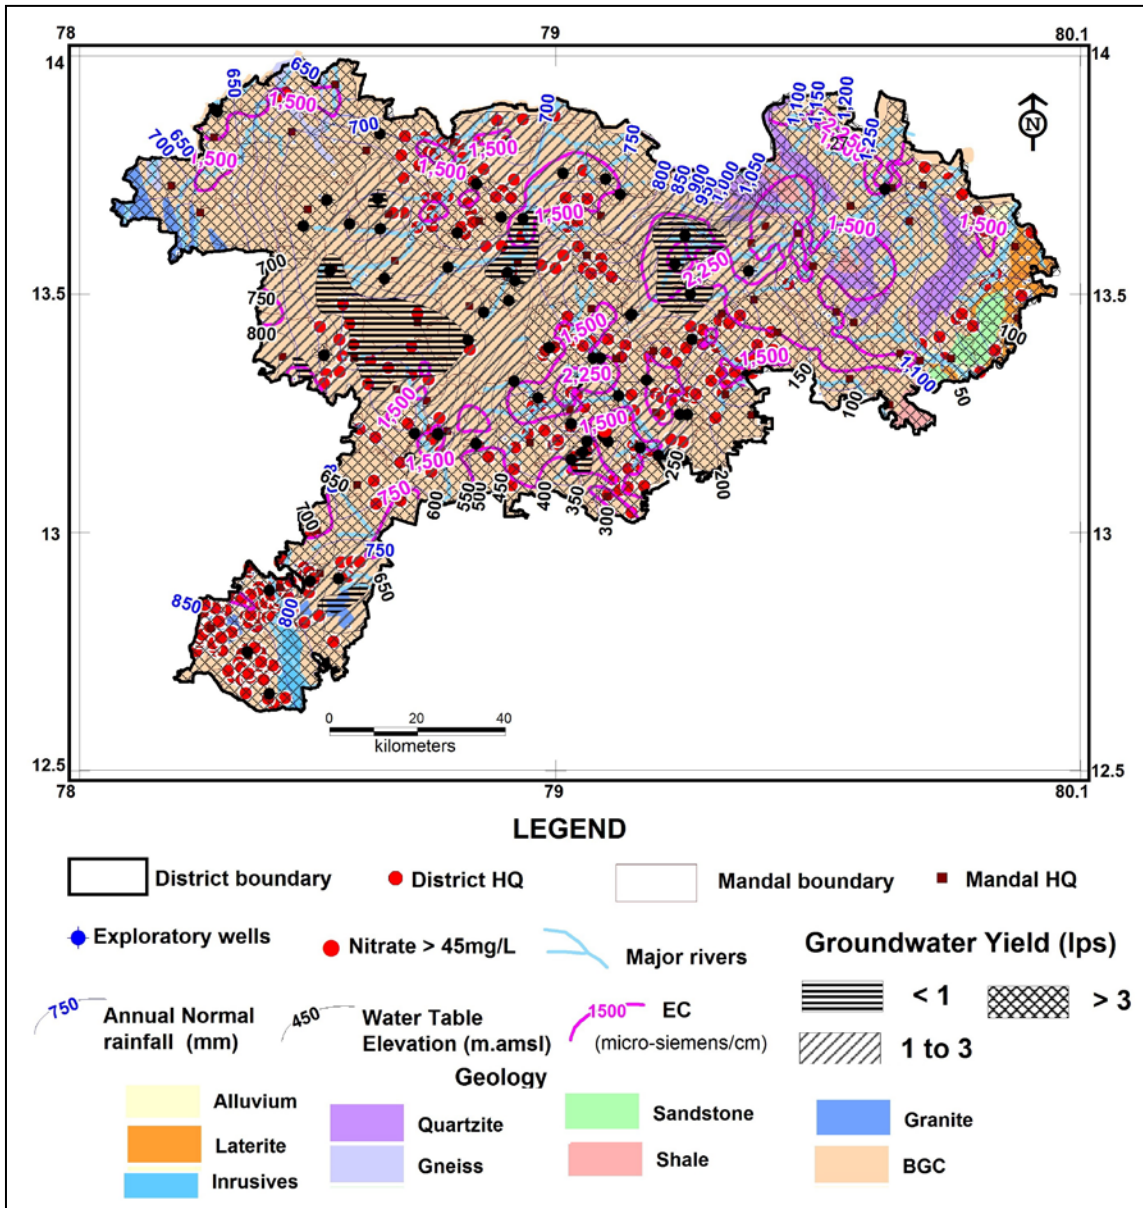 78 79 80.1
14 14
650 650 1,500 700 700 1,100 1,150 1,200
700 650 1,500 1,500 1,500 750 2,250 1,250
800 850 900 950 1,000 1,050
1,500 1,500 1,500
700 2,250
13.5 750 13.5
800 1,500 100
1,500 150 1,100
2,250 100 50
1,500 1,500
1,500 250 200
650 750 600 550 500 450 400 350 300
700
13 13
750
650
850 800
0 20 40
kilometers
12.5 12.5
78 79 80.1
LEGEND
District boundary District HQ Mandal boundary Mandal HQ
Exploratory wells Nitrate > 45mg/L Major rivers Groundwater Yield (lps)
< 1 > 3
750 Annual Normal rainfall (mm) 450 Water Table Elevation (m.amsl) 1500 EC (micro-siemens/cm)
1 to 3
Geology
Alluvium Quartzite Sandstone Granite
Laterite Gneiss Shale BGC
Inrusives